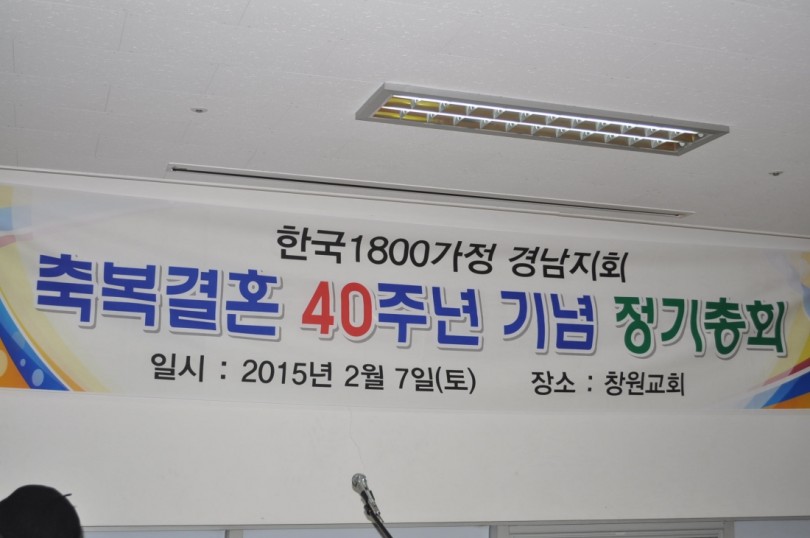 한국1800가정 경남지회
축복결혼 40주년 기념 정기총회
일시 : 2015년 2월 7일(토) 장소 : 창원교회